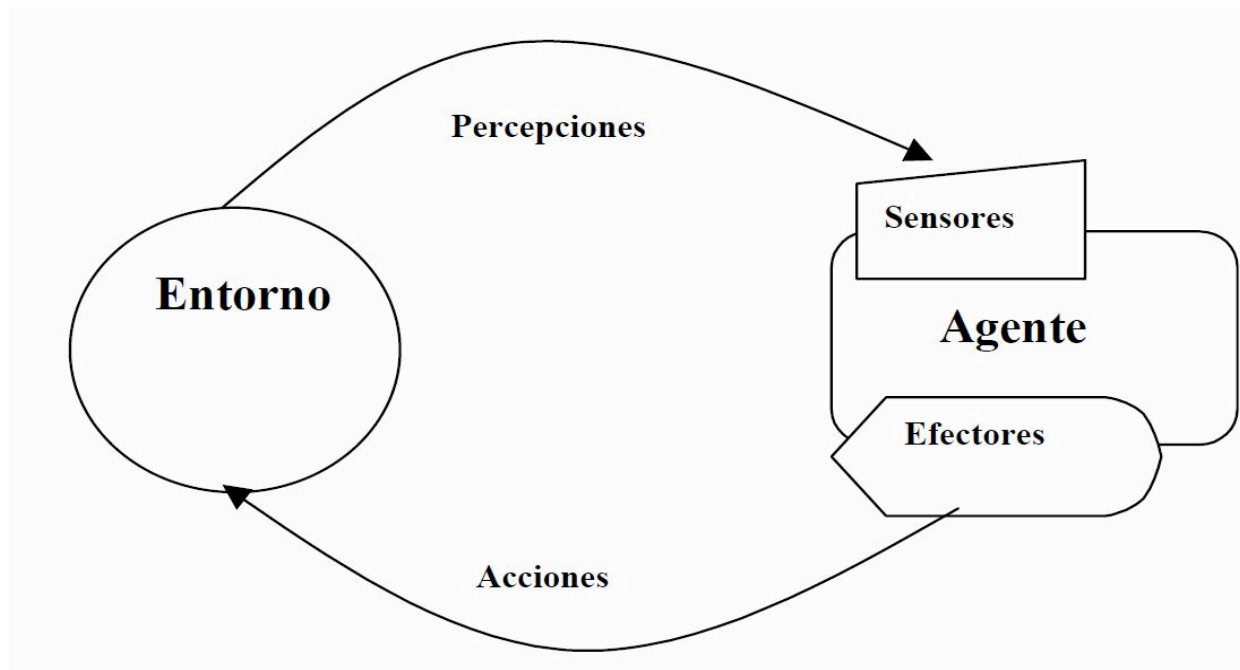 Percepciones
Sensores
Entorno
Agente
Efectores
Acciones